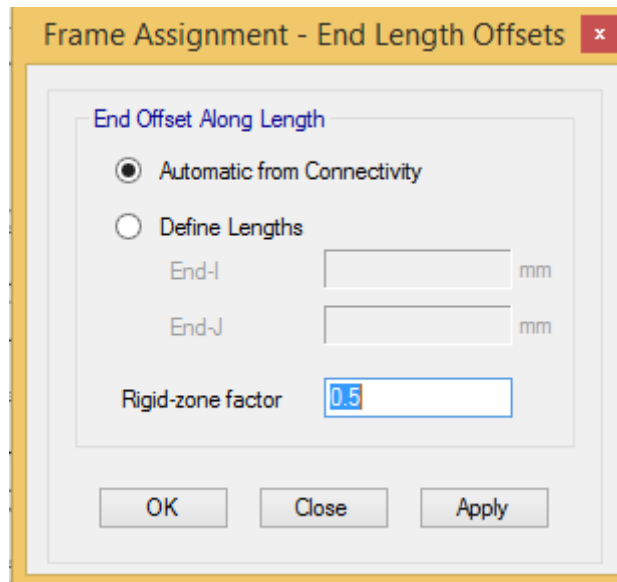 Frame Assignment - End Length Offsets
x
End Offset Along Length
Automatic from Connectivity
Define Lengths
End-I mm
End-J mm
Rigid-zone factor 0.5
OK Close Apply